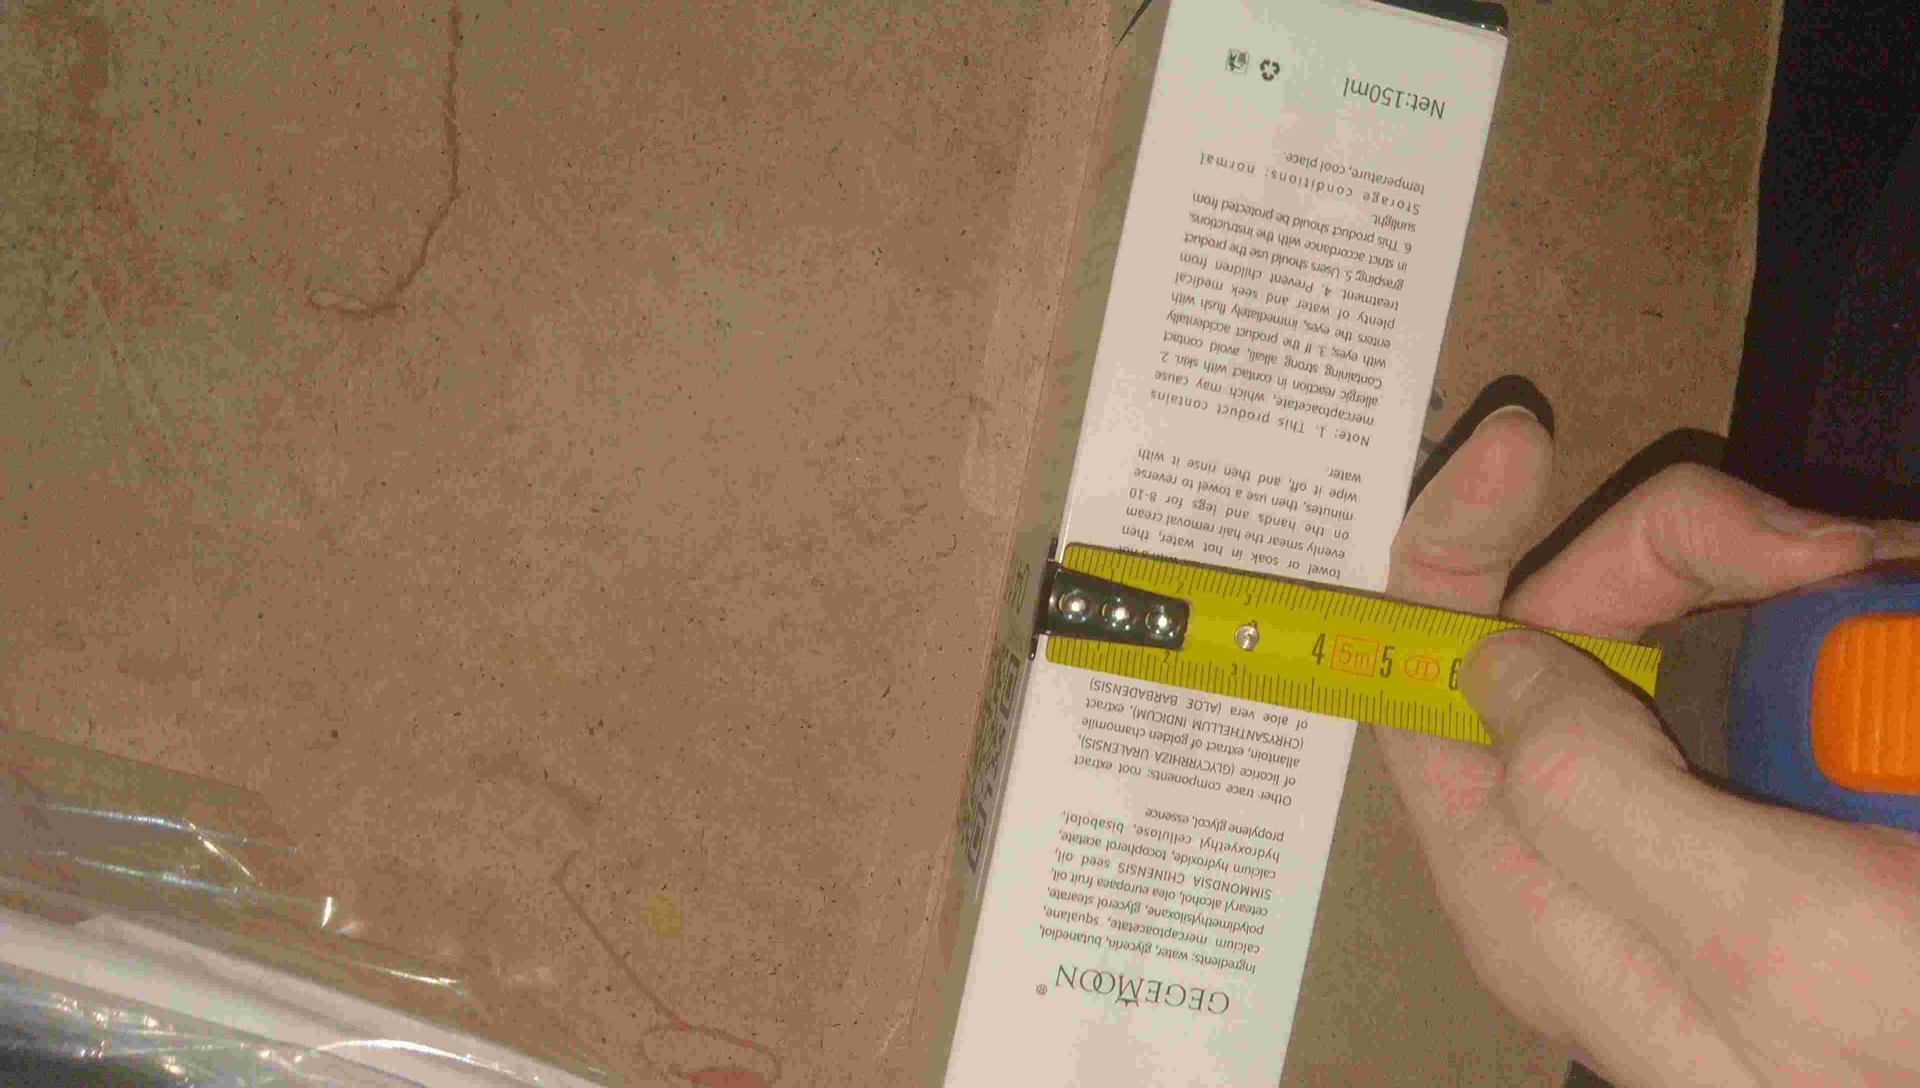 GEGEMOON®
Ingredients; water, glycerin, butanediol,
calcium mercaptoacetate, squalane,
polydimethylsiloxane, glycerol stearate,
cetearyl alcohol, olea europaea fruit oil,
SIMMONDSIA CHINENSIS seed oil,
calcium hydroxide, tocopherol acetate,
hydroxyethyl cellulose, bisabolol,
propylene glycol, essence
Other trace components; root extract
of licorice (GLYCYRRHIZA URALENSIS),
allantoin, extract of golden chamomile
(CHRYSANTHELLUM INDICUM), extract
of aloe vera (ALOE BARBADENSIS)
2 3 4 5m 5 II 6
2 3
towel or soak in hot water, then
evenly smear the hair removal cream
on the hands and legs for 8-10
minutes, then use a towel to reverse
wipe it off, and then rinse it with
water.
Note: 1. This product contains
mercaptoacetate, which may cause
allergic reaction in contact with skin. 2
Containing strong alkali, avoid contact
with eyes; 3. If the product accidentally
enters the eyes, immediately flush with
plenty of water and seek medical
treatment. 4. Prevent children from
grasping; 5. Users should use the product
in strict accordance with the instructions,
6. This product should be protected from
sunlight.
Storage conditions: normal
temperature, cool place.
Net:150ml